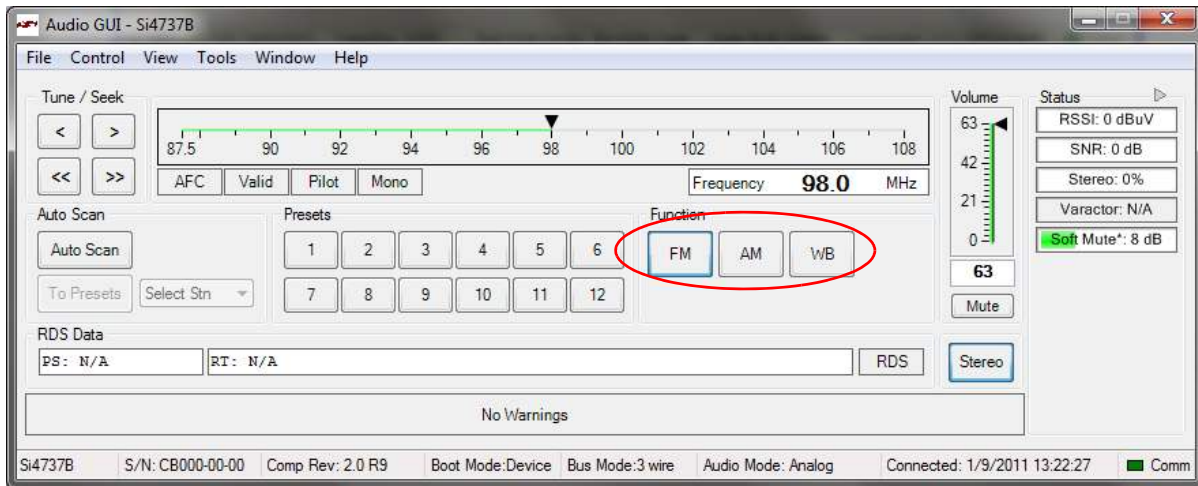 Audio GUI - Si4737B
File Control View Tools Window Help
Tune / Seek
< >
<< >>
87.5 90 92 94 96 98 100 102 104 106 108
AFC Valid Pilot Mono
Frequency 98.0 MHz
Auto Scan
Auto Scan
To Presets Select Stn
Presets
1 2 3 4 5 6
7 8 9 10 11 12
Function
FM AM WB
Volume
63
42
21
0
63
Mute
Stereo
Status
RSSI: 0 dBuV
SNR: 0 dB
Stereo: 0%
Varactor: N/A
Soft Mute*: 8 dB
RDS Data
PS: N/A RT: N/A RDS
No Warnings
Si4737B S/N: CB000-00-00 Comp Rev: 2.0 R9 Boot Mode:Device Bus Mode:3 wire Audio Mode: Analog Connected: 1/9/2011 13:22:27 Comm